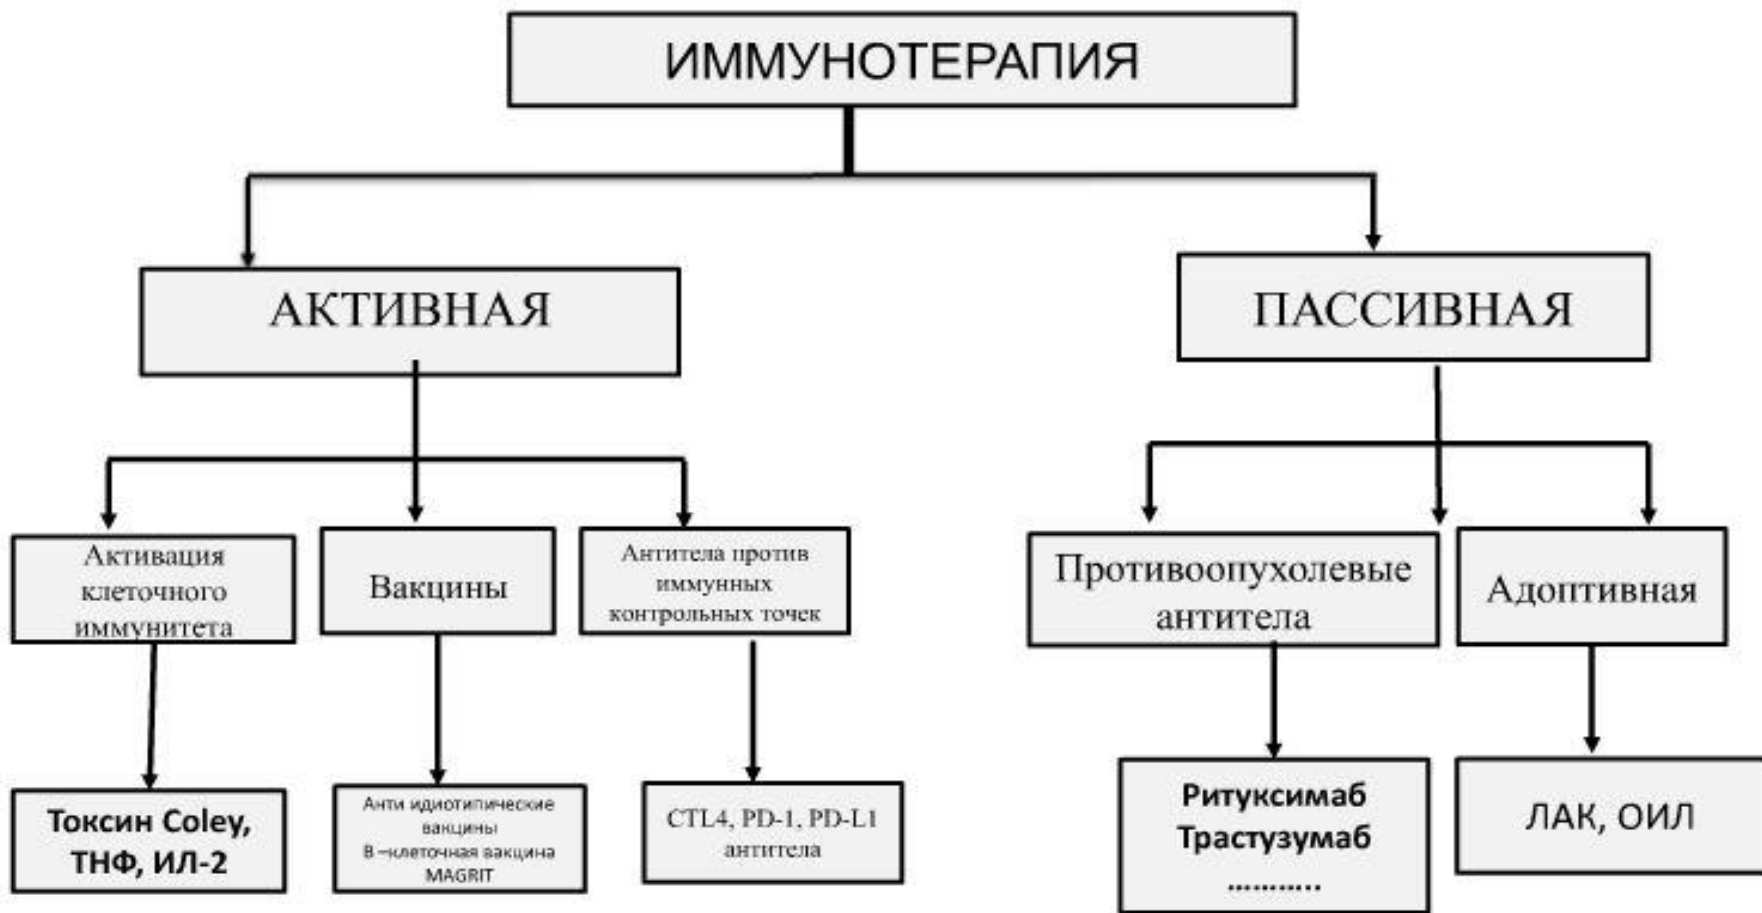 ИММУНОТЕРАПИЯ
АКТИВНАЯ
ПАССИВНАЯ
Активация
клеточного
иммунитета
Вакцины
Антитела против
иммунных
контрольных точек
Противоопухолевые
антитела
Адоптивная
Токсин Coley,
ТНФ, ИЛ-2
Анти идиотипические
вакцины
В –клеточная вакцина
MAGRIT
CTL4, PD-1, PD-L1
антитела
Ритуксимаб
Трастузумаб
………..
ЛАК, ОИЛ